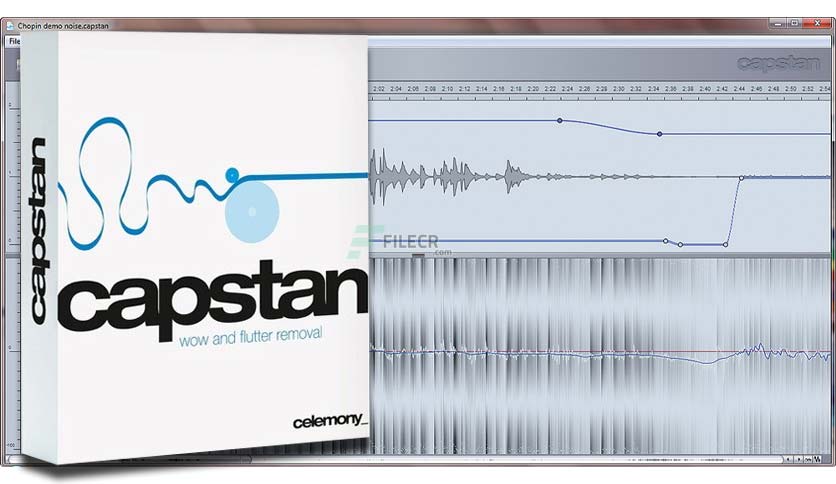 Chopin demo noise.capstan
File
capstan
2:02 2:04 2:06 2:08 2:10 2:12 2:14 2:16 2:18 2:20 2:22 2:24 2:26 2:28 2:30 2:32 2:34 2:36 2:38 2:40 2:42 2:44 2:46 2:48 2:50 2:52 2:54
capstan
FILECR
.com
capstan
wow and flutter removal
celemony_
0
0
-100